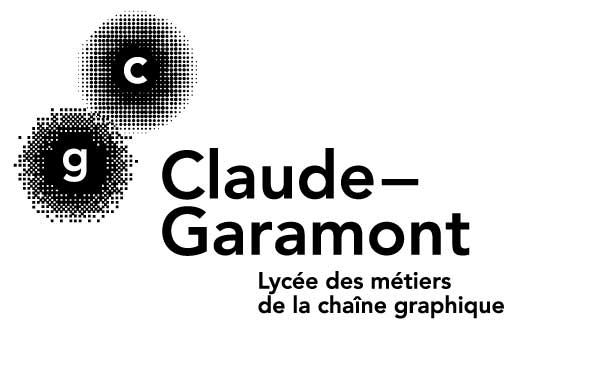 c
g
Claude–
Garamont
Lycée des métiers
de la chaîne graphique